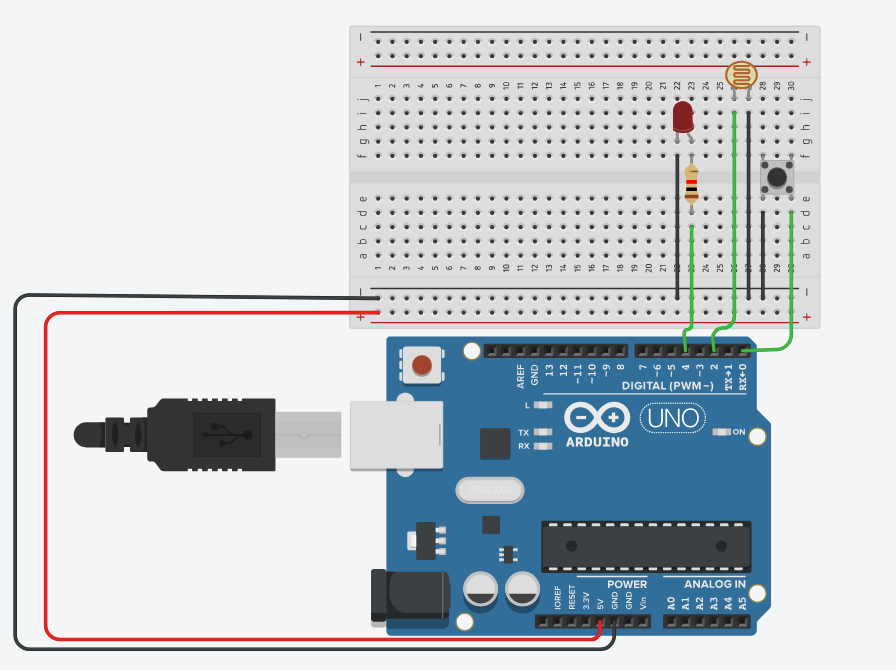 − −
+ +
1 2 3 4 5 6 7 8 9 10 11 12 13 14 15 16 17 18 19 20 21 22 23 24 25 28 29 30
j j
i i
h h
g g
f f
e e
d d
c c
b b
a a
1 2 3 4 5 6 7 8 9 10 11 12 13 14 15 16 17 18 19 20 21 22 23 24 25 26 27 28 29 30
− −
+ +
AREF GND 13 12 ~11 ~10 ~9 8 7 ~6 ~5 4 ~3 2 TX→1 RX←0
DIGITAL (PWM~)
L
TX
RX
ARDUINO
UNO
ON
POWER ANALOG IN
IOREF RESET 3.3V 5V GND GND Vin A0 A1 A2 A3 A4 A5